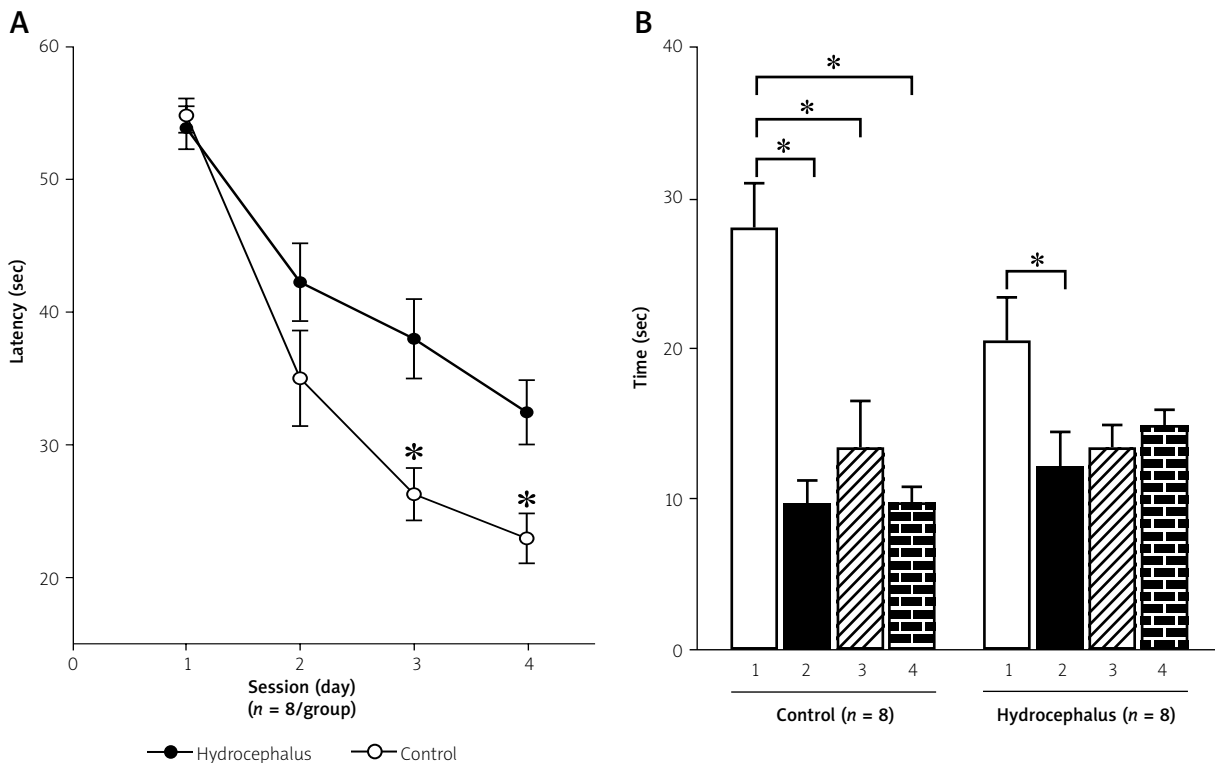 A
60
50
40
30
20
Latency (sec)
*
*
0 1 2 3 4
Session (day)
(n = 8/group)
Hydrocephalus Control
B
40
30
20
10
0
Time (sec)
*
*
*
*
1 2 3 4 1 2 3 4
Control (n = 8) Hydrocephalus (n = 8)